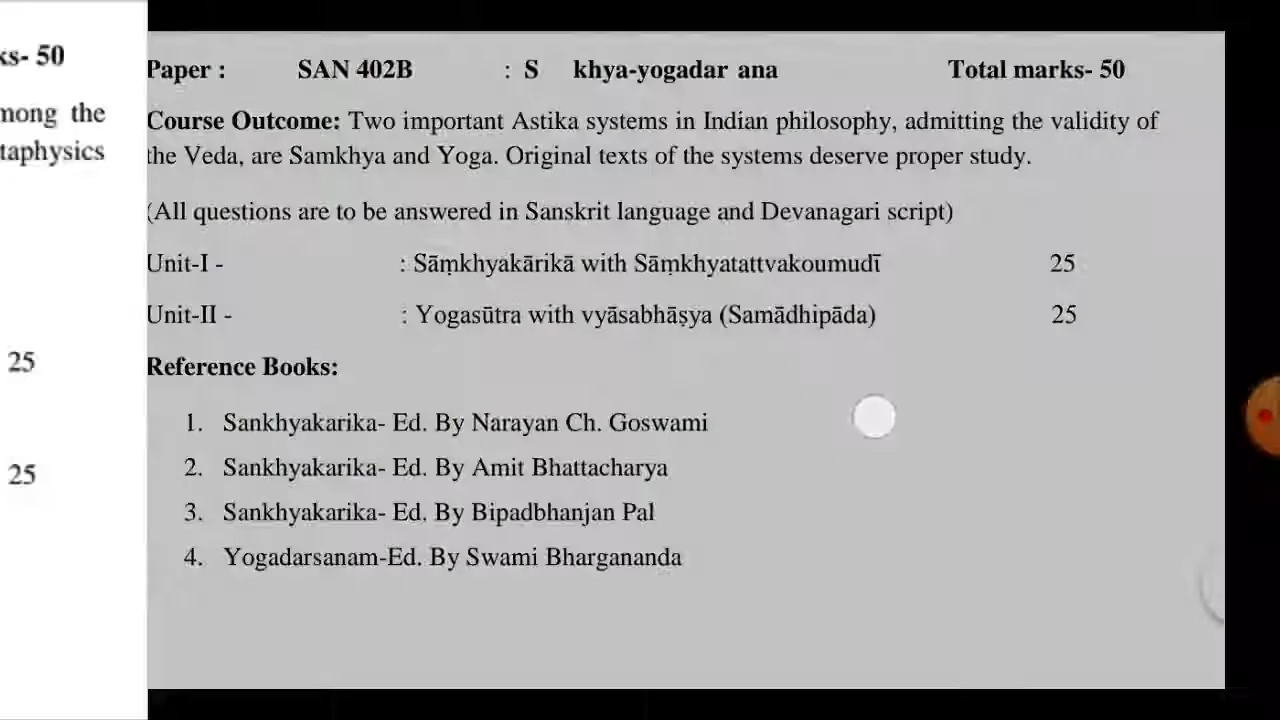 ks- 50
mong the
taphysics
25
25
Paper : SAN 402B : S khya-yogadar ana Total marks- 50
Course Outcome: Two important Astika systems in Indian philosophy, admitting the validity of
the Veda, are Samkhya and Yoga. Original texts of the systems deserve proper study.
(All questions are to be answered in Sanskrit language and Devanagari script)
Unit-I - : Sāṃkhyakārikā with Sāṃkhyatattvakoumudī 25
Unit-II - : Yogasūtra with vyāsabhāṣya (Samādhipāda) 25
Reference Books:
1. Sankhyakarika- Ed. By Narayan Ch. Goswami
2. Sankhyakarika- Ed. By Amit Bhattacharya
3. Sankhyakarika- Ed. By Bipadbhanjan Pal
4. Yogadarsanam-Ed. By Swami Bhargananda